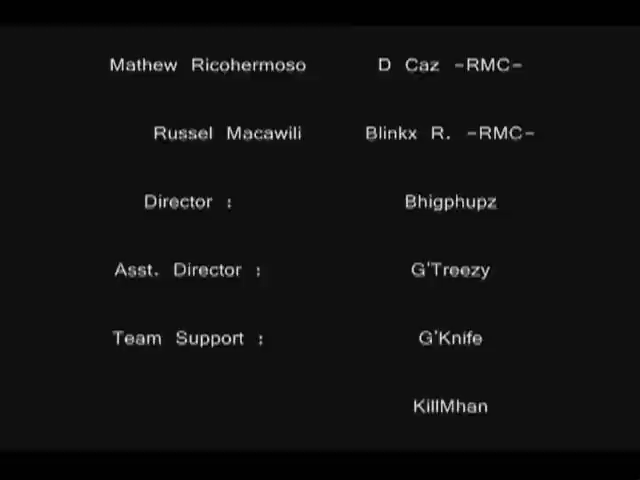 Mathew Ricohermoso D Caz -RMC-
Russel Macawili Blinkx R. -RMC-
Director : Bhigphupz
Asst. Director : G'Treezy
Team Support : G'Knife
KillMhan